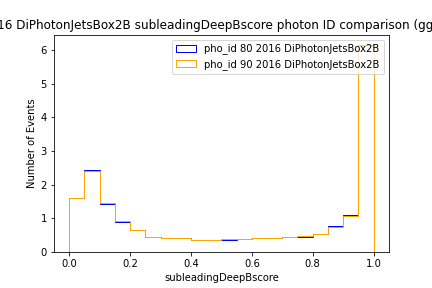 16 DiPhotonJetsBox2B subleadingDeepBscore photon ID comparison (gg
pho_id 80 2016 DiPhotonJetsBox2B
pho_id 90 2016 DiPhotonJetsBox2B
Number of Events
6
5
4
3
2
1
0
0.0 0.2 0.4 0.6 0.8 1.0
subleadingDeepBscore